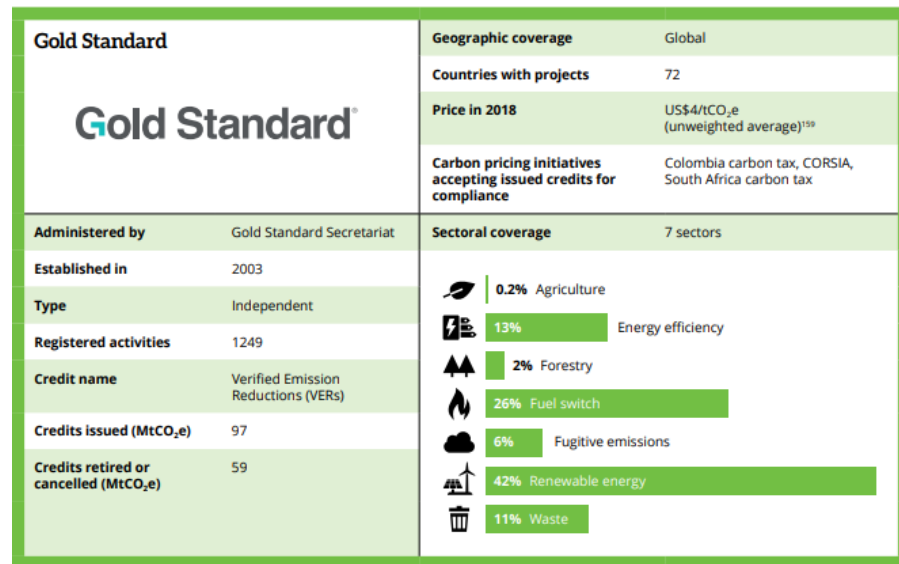 Gold Standard
Gold Standard®
Geographic coverage Global
Countries with projects 72
Price in 2018 US$4/tCO₂e
(unweighted average)¹⁵⁹
Carbon pricing initiatives
accepting issued credits for
compliance
Colombia carbon tax, CORSIA,
South Africa carbon tax
Administered by Gold Standard Secretariat
Established in 2003
Type Independent
Registered activities 1249
Credit name Verified Emission
Reductions (VERs)
Credits issued (MtCO₂e) 97
Credits retired or
cancelled (MtCO₂e)
59
Sectoral coverage 7 sectors
0.2% Agriculture
13% Energy efficiency
2% Forestry
26% Fuel switch
6% Fugitive emissions
42% Renewable energy
11% Waste